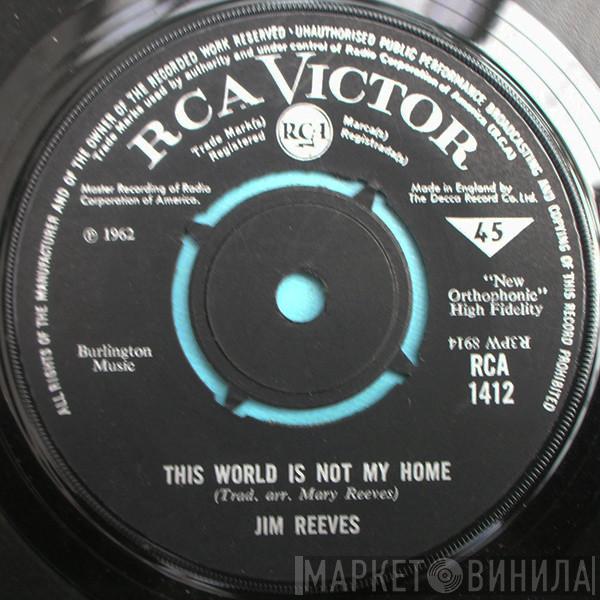 ALL RIGHTS OF THE MANUFACTURER AND OF THE OWNER OF THE RECORDED WORK RESERVED · UNAUTHORISED PUBLIC PERFORMANCE, BROADCASTING AND COPYING OF THIS RECORD PROHIBITED
Trade Marks used by authority and under control of Radio Corporation of America (RCA)
RCA VICTOR
Trade Mark(s)
Registered
RCA
Marca(s)
Registrada(s)
Master Recording of Radio
Corporation of America.
Made in England by
The Decca Record Co. Ltd.
℗ 1962
45
"New
Orthophonic"
High Fidelity
Burlington
Music
R3PW 6914
RCA
1412
THIS WORLD IS NOT MY HOME
(Trad. arr. Mary Reeves)
JIM REEVES
МАРКЕТ ВИНИЛА